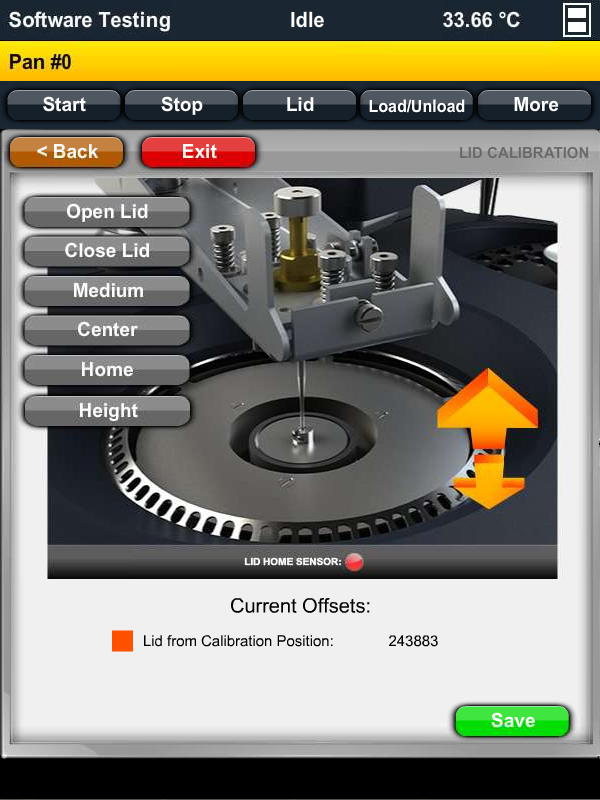 Software Testing Idle 33.66 °C
Pan #0
Start Stop Lid Load/Unload More
< Back Exit LID CALIBRATION
Open Lid
Close Lid
Medium
Center
Home
Height
LID HOME SENSOR:
Current Offsets:
Lid from Calibration Position: 243883
Save